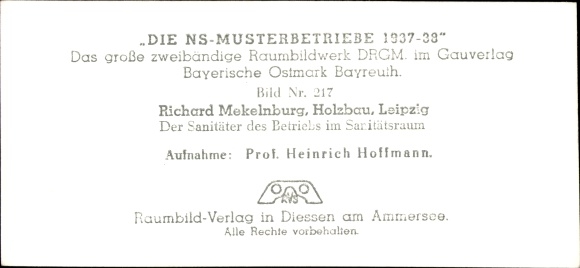 „DIE NS-MUSTERBETRIEBE 1937-38"
Das große zweibändige Raumbildwerk DRGM. im Gauverlag
Bayerische Ostmark Bayreuth.
Bild Nr. 217
Richard Mekelnburg, Holzbau, Leipzig
Der Sanitäter des Betriebs im Sanitätsraum
Aufnahme: Prof. Heinrich Hoffmann.
Raumbild-Verlag in Diessen am Ammersee.
Alle Rechte vorbehalten.